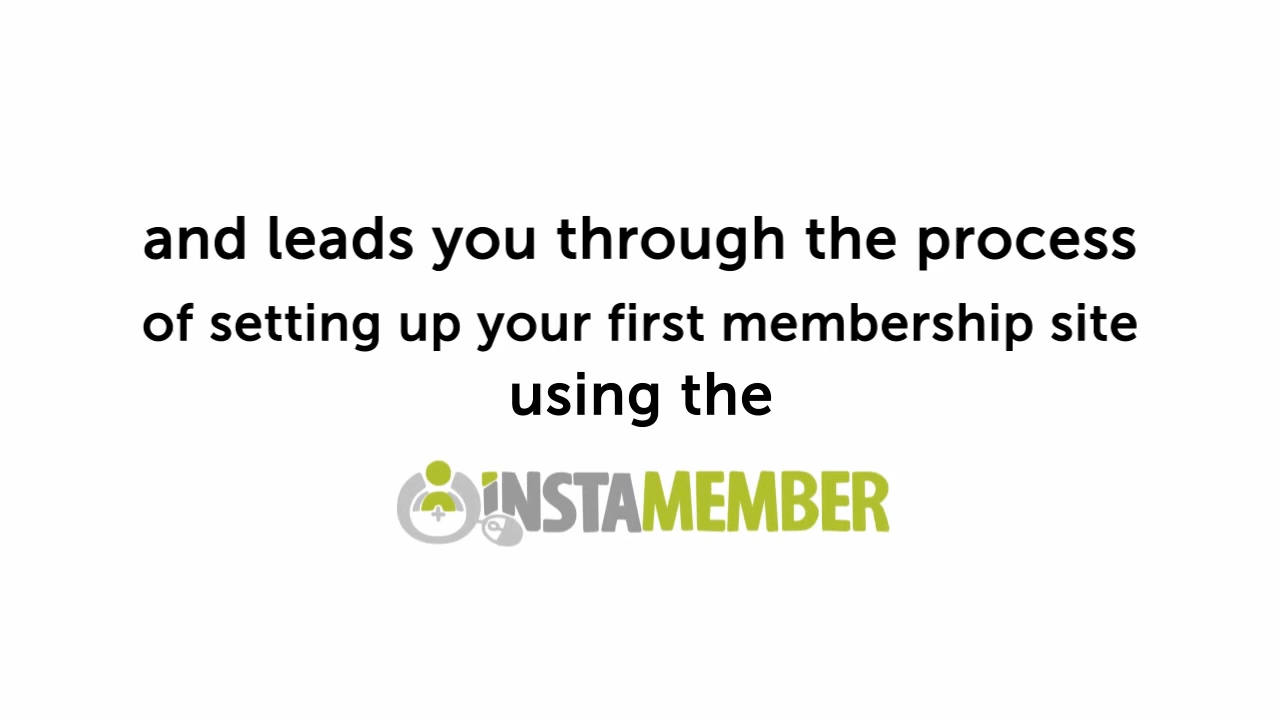 and leads you through the process
of setting up your first membership site
using the
iNSTAMEMBER